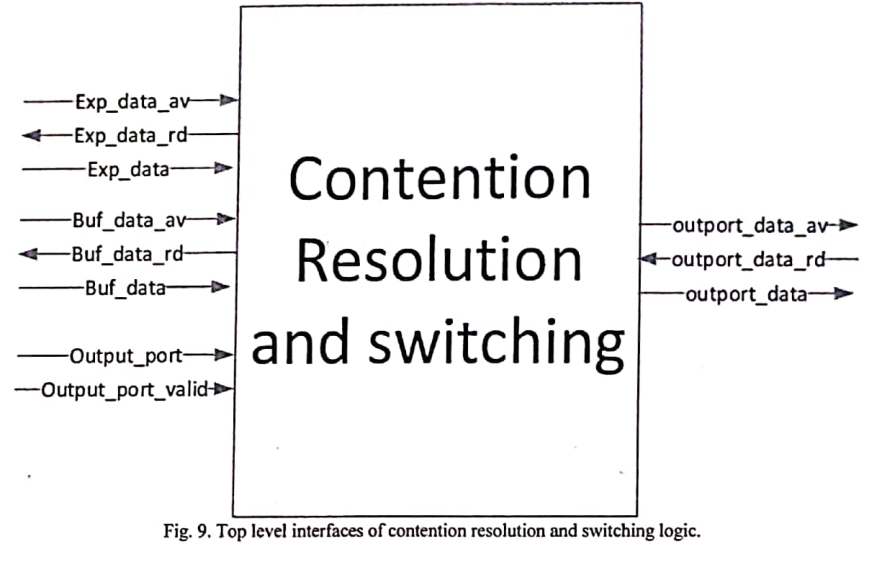 Exp_data_av
Exp_data_rd
Exp_data
Buf_data_av
Buf_data_rd
Buf_data
Output_port
Output_port_valid
Contention
Resolution
and switching
outport_data_av
outport_data_rd
outport_data
Fig. 9. Top level interfaces of contention resolution and switching logic.